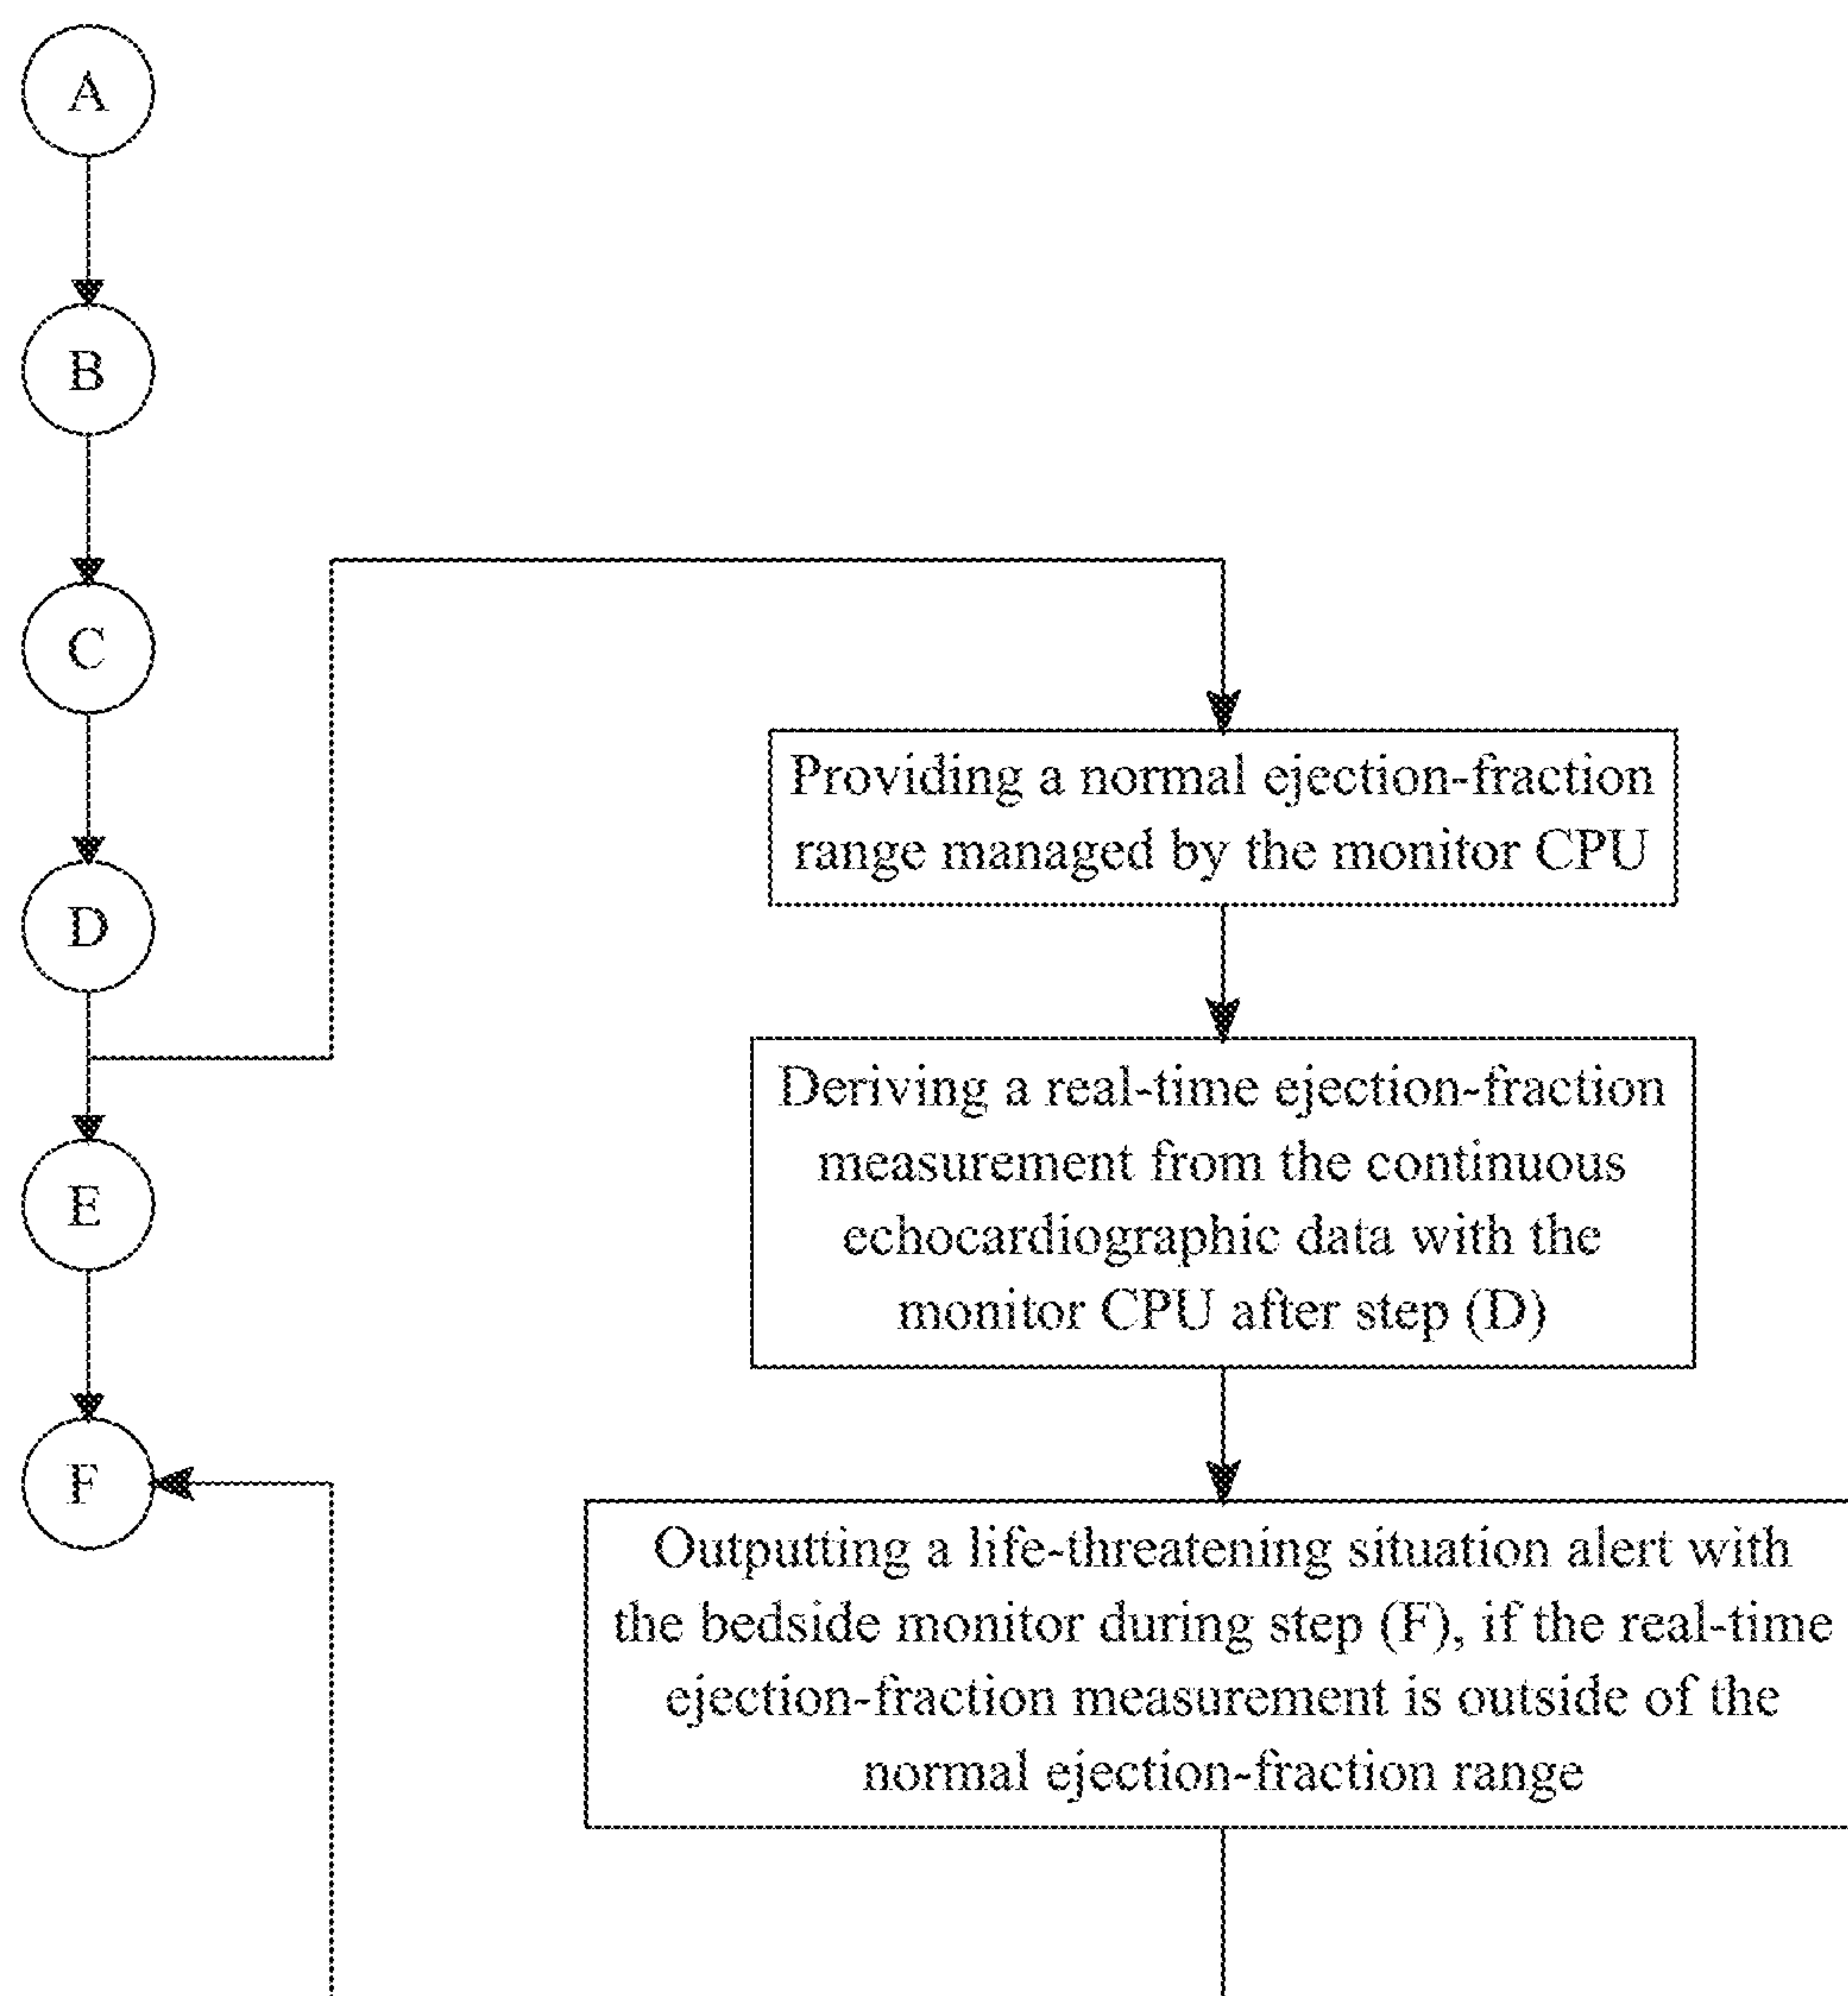 A
B
C
D
E
F
Providing a normal ejection-fraction
range managed by the monitor CPU
Deriving a real-time ejection-fraction
measurement from the continuous
echocardiographic data with the
monitor CPU after step (D)
Outputting a life-threatening situation alert with
the bedside monitor during step (F), if the real-time
ejection-fraction measurement is outside of the
normal ejection-fraction range